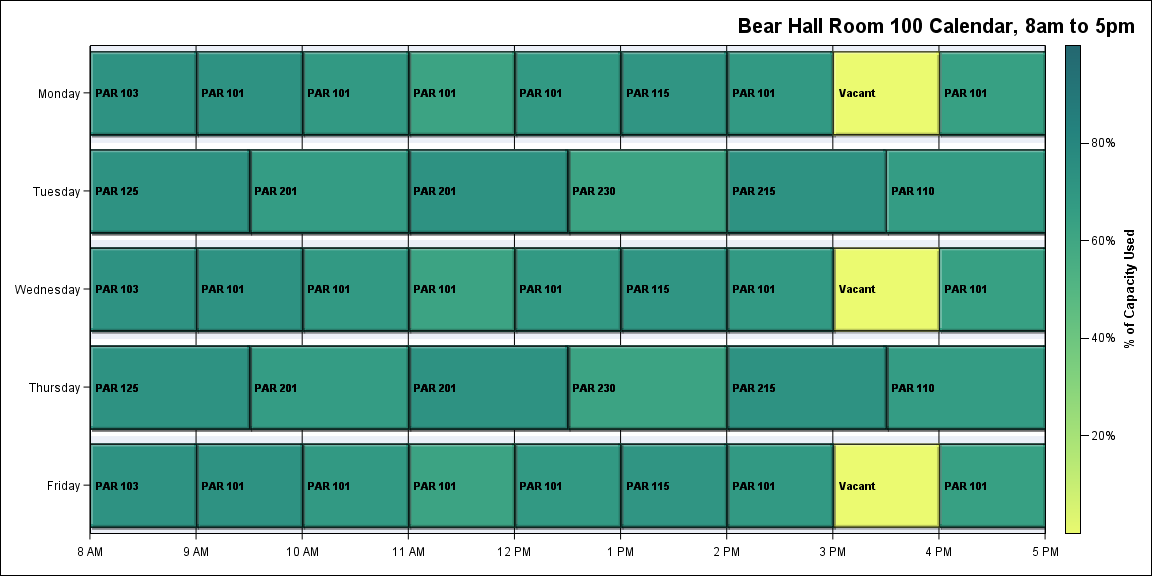 Bear Hall Room 100 Calendar, 8am to 5pm
Monday PAR 103 PAR 101 PAR 101 PAR 101 PAR 101 PAR 115 PAR 101 Vacant PAR 101
Tuesday PAR 125 PAR 201 PAR 201 PAR 230 PAR 215 PAR 110
Wednesday PAR 103 PAR 101 PAR 101 PAR 101 PAR 101 PAR 115 PAR 101 Vacant PAR 101
Thursday PAR 125 PAR 201 PAR 201 PAR 230 PAR 215 PAR 110
Friday PAR 103 PAR 101 PAR 101 PAR 101 PAR 101 PAR 115 PAR 101 Vacant PAR 101
8 AM 9 AM 10 AM 11 AM 12 PM 1 PM 2 PM 3 PM 4 PM 5 PM
80%
60%
40%
20%
% of Capacity Used